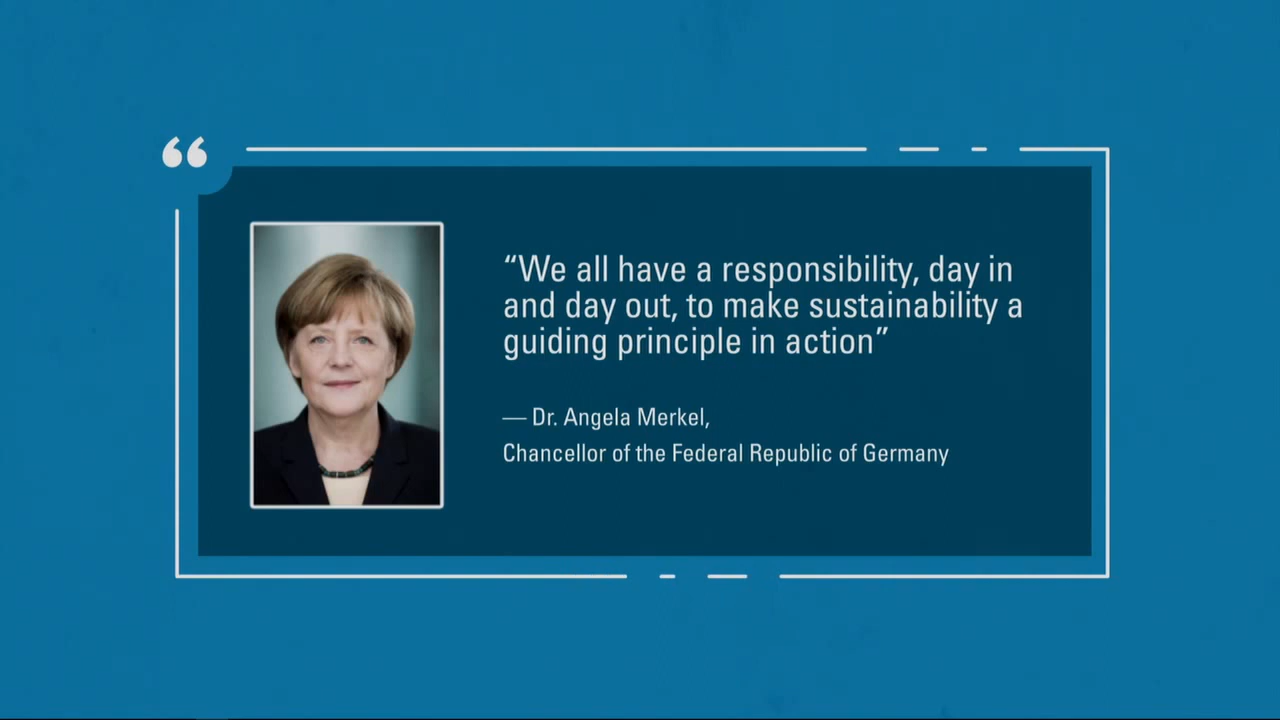 “We all have a responsibility, day in
and day out, to make sustainability a
guiding principle in action”
— Dr. Angela Merkel,
Chancellor of the Federal Republic of Germany